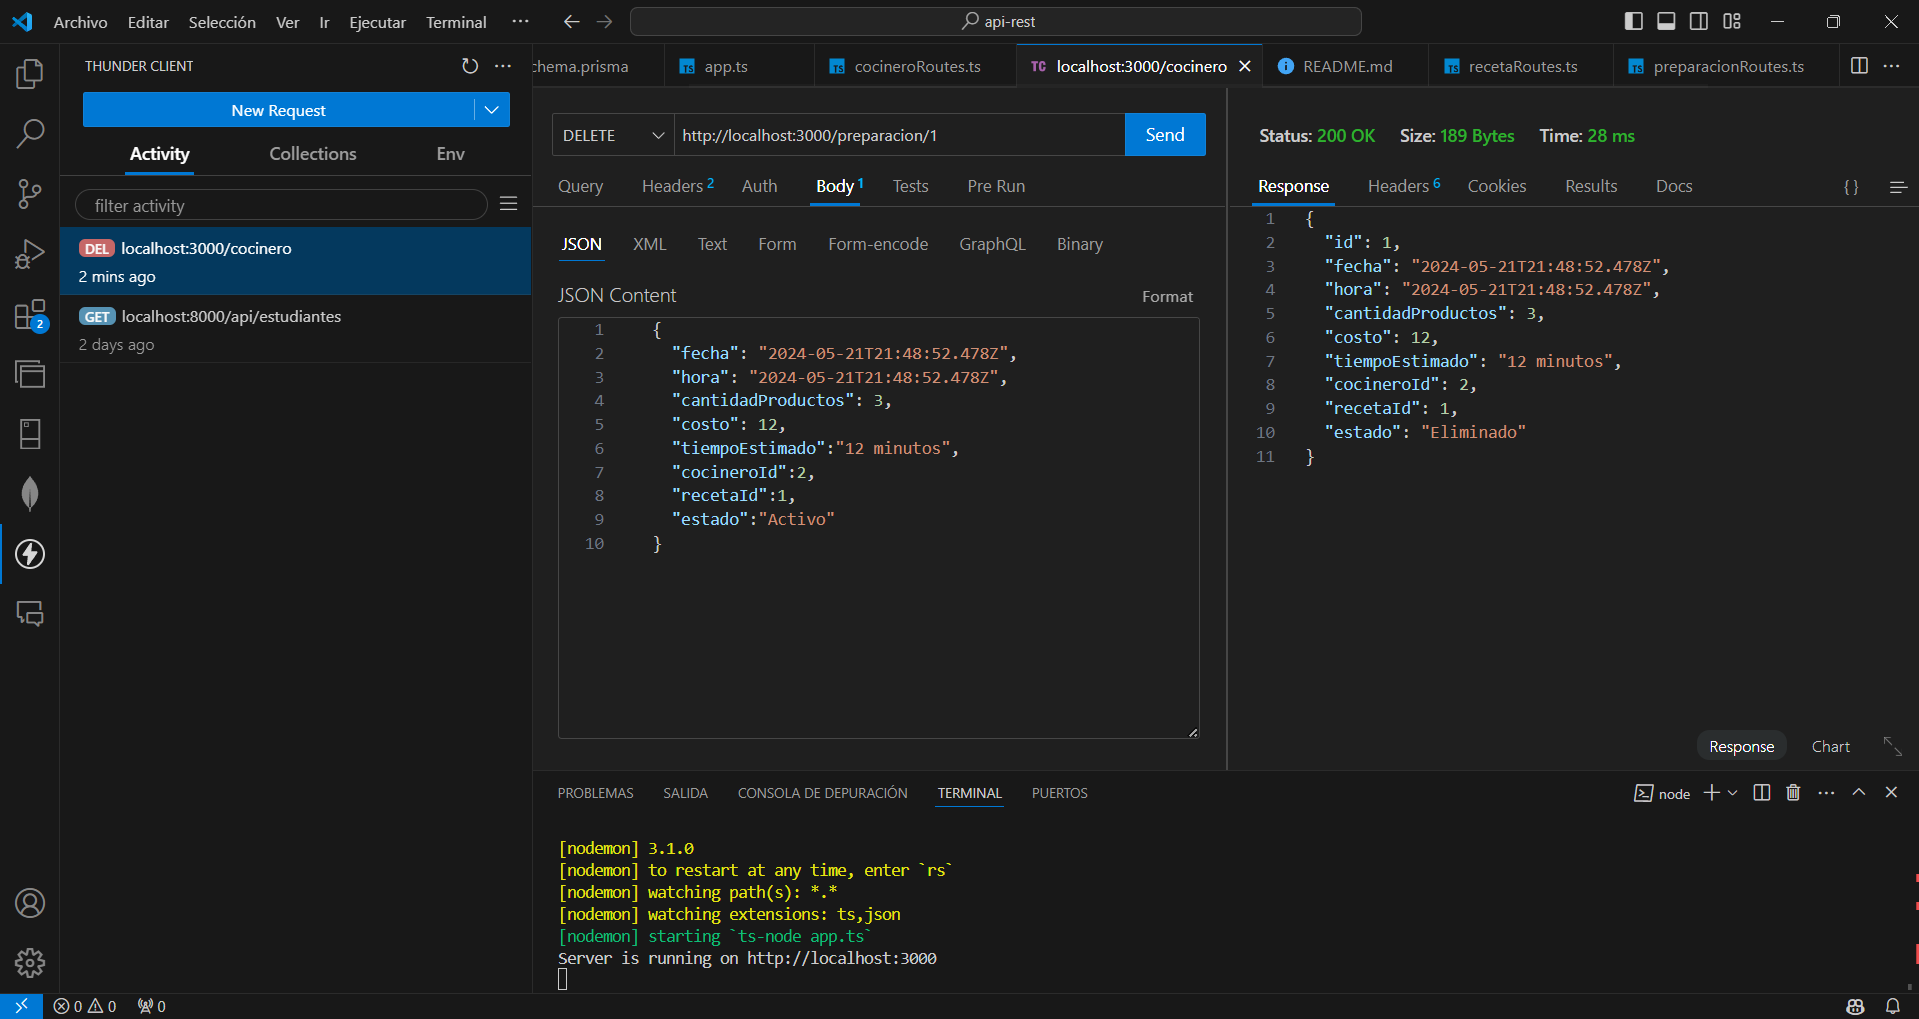 Archivo Editar Selección Ver Ir Ejecutar Terminal ··· api-rest
THUNDER CLIENT
New Request
Activity Collections Env
filter activity
DEL localhost:3000/cocinero
2 mins ago
GET localhost:8000/api/estudiantes
2 days ago
2
chema.prisma TS app.ts TS cocineroRoutes.ts TC localhost:3000/cocinero README.md TS recetaRoutes.ts TS preparacionRoutes.ts
DELETE http://localhost:3000/preparacion/1 Send
Query Headers 2 Auth Body 1 Tests Pre Run
JSON XML Text Form Form-encode GraphQL Binary
JSON Content Format
1 {
2 "fecha": "2024-05-21T21:48:52.478Z",
3 "hora": "2024-05-21T21:48:52.478Z",
4 "cantidadProductos": 3,
5 "costo": 12,
6 "tiempoEstimado":"12 minutos",
7 "cocineroId":2,
8 "recetaId":1,
9 "estado":"Activo"
10 }
Status: 200 OK Size: 189 Bytes Time: 28 ms
Response Headers 6 Cookies Results Docs { }
1 {
2 "id": 1,
3 "fecha": "2024-05-21T21:48:52.478Z",
4 "hora": "2024-05-21T21:48:52.478Z",
5 "cantidadProductos": 3,
6 "costo": 12,
7 "tiempoEstimado": "12 minutos",
8 "cocineroId": 2,
9 "recetaId": 1,
10 "estado": "Eliminado"
11 }
Response Chart
PROBLEMAS SALIDA CONSOLA DE DEPURACIÓN TERMINAL PUERTOS node
[nodemon] 3.1.0
[nodemon] to restart at any time, enter `rs`
[nodemon] watching path(s): *.*
[nodemon] watching extensions: ts,json
[nodemon] starting `ts-node app.ts`
Server is running on http://localhost:3000
0 0 0